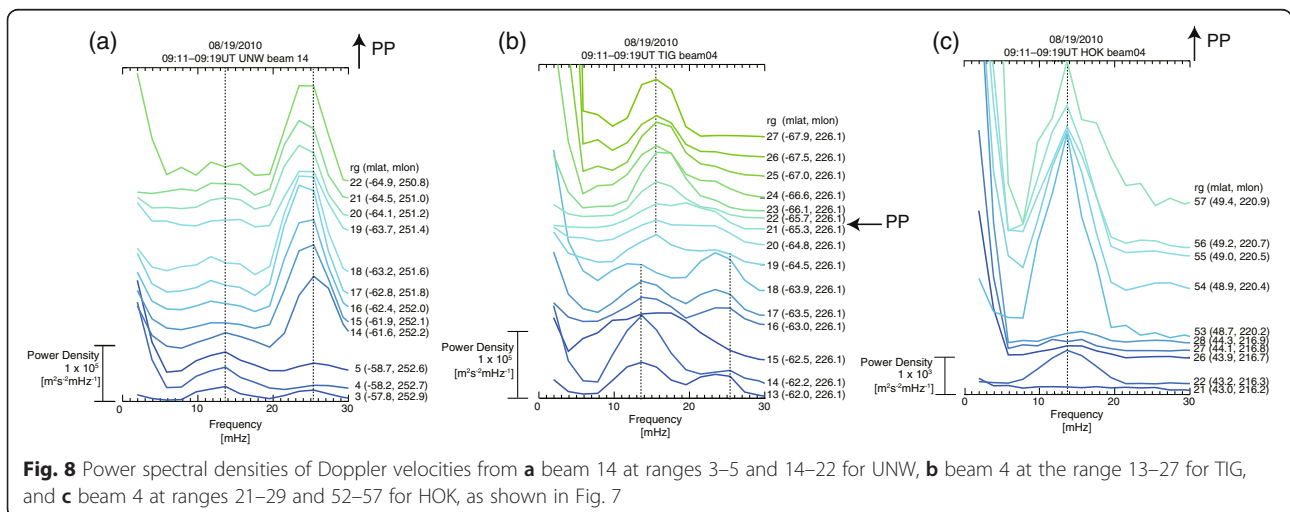 (a)
08/19/2010
09:11–09:19UT UNW beam 14
PP
rg (mlat, mlon)
22 (-64.9, 250.8)
21 (-64.5, 251.0)
20 (-64.1, 251.2)
19 (-63.7, 251.4)
18 (-63.2, 251.6)
17 (-62.8, 251.8)
16 (-62.4, 252.0)
15 (-61.9, 252.1)
14 (-61.6, 252.2)
5 (-58.7, 252.6)
4 (-58.2, 252.7)
3 (-57.8, 252.9)
Power Density
1 x 10⁵
[m²s⁻²mHz⁻¹]
0 10 20 30
Frequency
[mHz]
(b)
08/19/2010
09:11–09:19UT TIG beam04
rg (mlat, mlon)
27 (-67.9, 226.1)
26 (-67.5, 226.1)
25 (-67.0, 226.1)
24 (-66.6, 226.1)
23 (-66.1, 226.1)
22 (-65.7, 226.1)
21 (-65.3, 226.1)
PP
20 (-64.8, 226.1)
19 (-64.5, 226.1)
18 (-63.9, 226.1)
17 (-63.5, 226.1)
16 (-63.0, 226.1)
15 (-62.5, 226.1)
14 (-62.2, 226.1)
13 (-62.0, 226.1)
Power Density
1 x 10⁵
[m²s⁻²mHz⁻¹]
0 10 20 30
Frequency
[mHz]
(c)
08/19/2010
09:11–09:19UT HOK beam04
PP
rg (mlat, mlon)
57 (49.4, 220.9)
56 (49.2, 220.7)
55 (49.0, 220.5)
54 (48.9, 220.4)
53 (48.7, 220.2)
28 (44.3, 216.9)
27 (44.1, 216.8)
26 (43.9, 216.7)
22 (43.2, 216.3)
21 (43.0, 216.2)
Power Density
1 x 10³
[m²s⁻²mHz⁻¹]
0 10 20 30
Frequency
[mHz]
Fig. 8 Power spectral densities of Doppler velocities from a beam 14 at ranges 3–5 and 14–22 for UNW, b beam 4 at the range 13–27 for TIG,
and c beam 4 at ranges 21–29 and 52–57 for HOK, as shown in Fig. 7